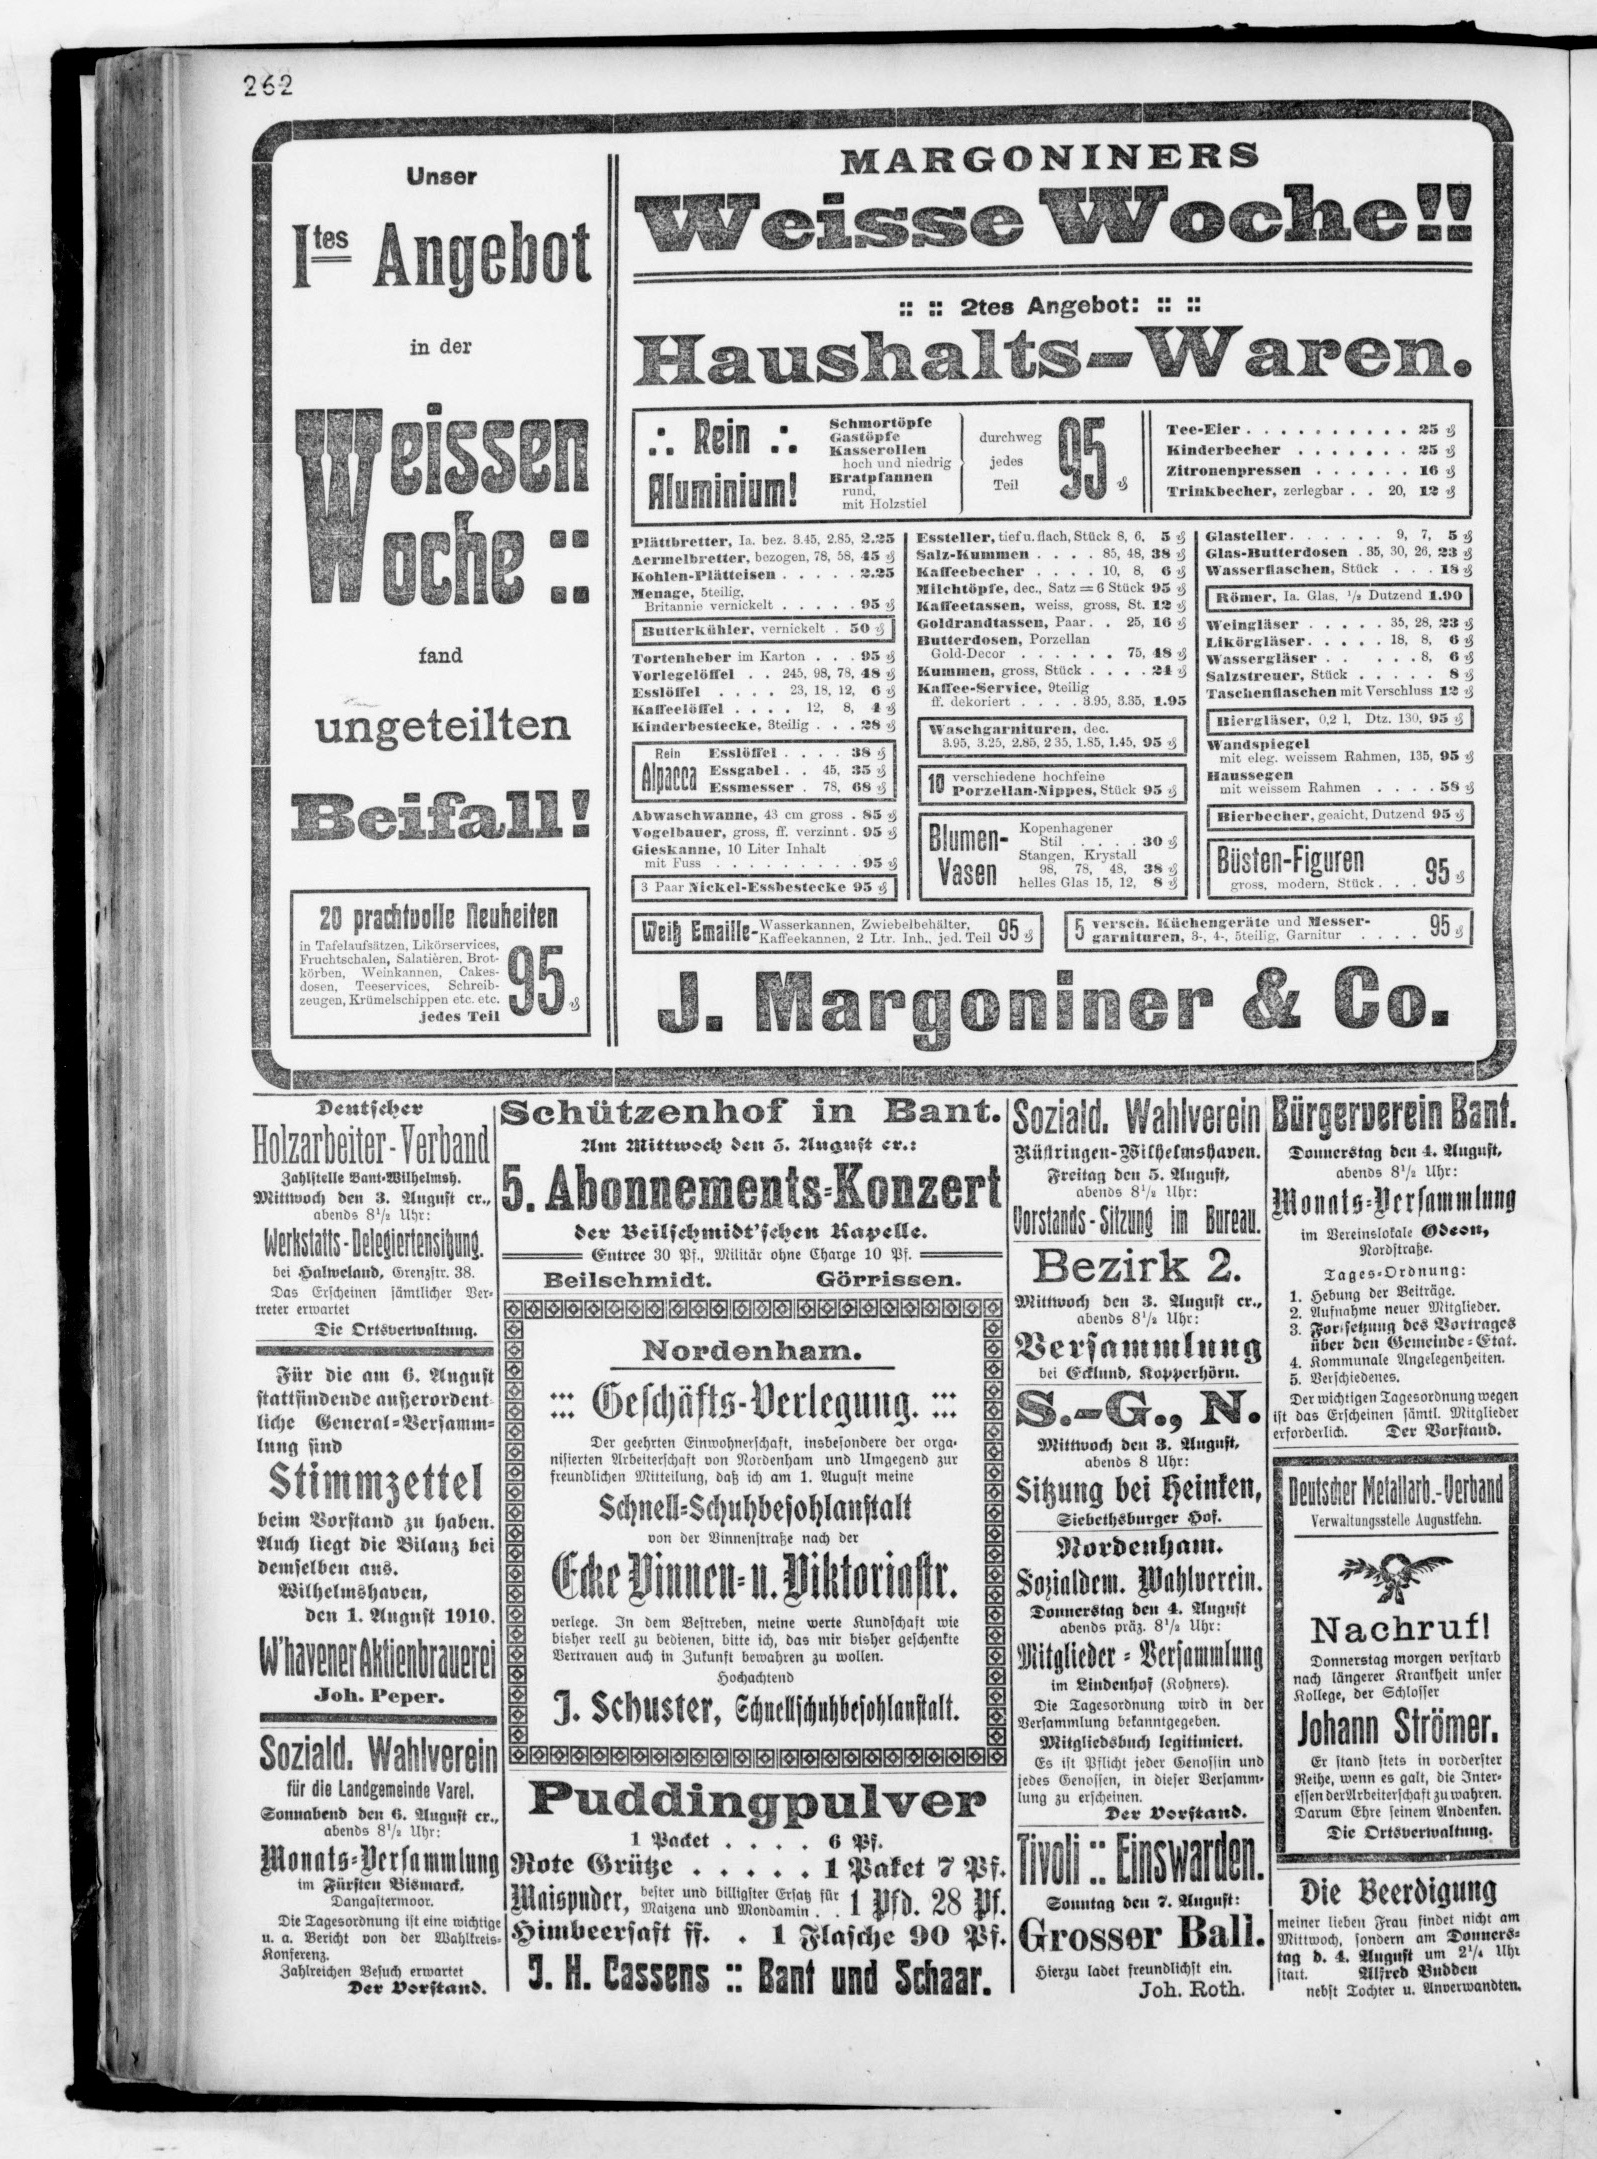 262
Unser
Ites Angebot
in der
Weissen
Woche ::
fand
ungeteilten
Beifall!
20 prachtvolle Neuheiten
in Tafelaufsätzen, Likörservices,
Fruchtschalen, Salatièren, Brot-
körben, Weinkannen, Cakes-
dosen, Teeservices, Schreib-
zeugen, Krümelschippen etc. etc.
jedes Teil
95 ₰
MARGONINERS
Weisse Woche!!
:: :: 2tes Angebot: :: ::
Haushalts-Waren.
.: Rein :.
Aluminium!
Schmortöpfe
Gastöpfe
Kasserollen
hoch und niedrig
Bratpfannen
rund,
mit Holzstiel
durchweg
jedes
Teil
95 ₰
Tee-Eier . . . . . . . . . . 25 ₰
Kinderbecher . . . . . . . 25 ₰
Zitronenpressen . . . . . . 16 ₰
Trinkbecher, zerlegbar . . 20, 12 ₰
Plättbretter, Ia. bez. 3.45, 2.85, 2.25
Aermelbretter, bezogen, 78, 58, 45 ₰
Kohlen-Plätteisen . . . . . 2.25
Menage, 5teilig,
Britannie vernickelt . . . . . 95 ₰
Butterkühler, vernickelt . 50 ₰
Tortenheber im Karton . . . 95 ₰
Vorlegelöffel . . 245, 98, 78, 48 ₰
Esslöffel . . . . 23, 18, 12, 6 ₰
Kaffeelöffel . . . . 12, 8, 4 ₰
Kinderbestecke, 3teilig . . . 28 ₰
Rein
Alpacca
Esslöffel . . . . 38 ₰
Essgabel . . 45, 35 ₰
Essmesser . 78, 68 ₰
Abwaschwanne, 43 cm gross . 85 ₰
Vogelbauer, gross, ff. verzinnt . 95 ₰
Gieskanne, 10 Liter Inhalt
mit Fuss . . . . . . . . . 95 ₰
3 Paar Nickel-Essbestecke 95 ₰
Essteller, tief u. flach, Stück 8, 6, 5 ₰
Salz-Kummen . . . . 85, 48, 38 ₰
Kaffeebecher . . . . 10, 8, 6 ₰
Milchtöpfe, dec., Satz = 6 Stück 95 ₰
Kaffeetassen, weiss, gross, St. 12 ₰
Goldrandtassen, Paar . . 25, 16 ₰
Butterdosen, Porzellan
Gold-Decor . . . . . . 75, 48 ₰
Kummen, gross, Stück . . . . 24 ₰
Kaffee-Service, 9teilig
ff. dekoriert . . . . 3.95, 3.35, 1.95
Waschgarnituren, dec.
3.95, 3.25, 2.85, 2 35, 1.85, 1.45, 95 ₰
10 verschiedene hochfeine
Porzellan-Nippes, Stück 95 ₰
Blumen-
Vasen
Kopenhagener
Stil . . . . 30 ₰
Stangen, Krystall
98, 78, 48, 38 ₰
helles Glas 15, 12, 8 ₰
Glasteller . . . . . . 9, 7, 5 ₰
Glas-Butterdosen . 35, 30, 26, 23 ₰
Wasserflaschen, Stück . . . 18 ₰
Römer, Ia. Glas, ½ Dutzend 1.90
Weingläser . . . . . 35, 28, 23 ₰
Likörgläser . . . . . 18, 8, 6 ₰
Wassergläser . . . . . 8, 6 ₰
Salzstreuer, Stück . . . . . 8 ₰
Taschenflaschen mit Verschluss 12 ₰
Biergläser, 0,2 l, Dtz. 130, 95 ₰
Wandspiegel
mit eleg. weissem Rahmen, 135, 95 ₰
Haussegen
mit weissem Rahmen . . . . 58 ₰
Bierbecher, geaicht, Dutzend 95 ₰
Büsten-Figuren
gross, modern, Stück . . . 95 ₰
Weiß Emaille- Wasserkannen, Zwiebelbehälter,
Kaffeekannen, 2 Ltr. Inh., jed. Teil 95 ₰
5 versch. Küchengeräte und Messer-
garnituren, 3-, 4-, 5teilig, Garnitur . . . . 95 ₰
J. Margoniner & Co.
Deutscher
Holzarbeiter-Verband
Zahlstelle Bant-Wilhelmsh.
Mittwoch den 3. August cr.,
abends 8½ Uhr:
Werkstatts-Delegiertensitzung.
bei Halweland, Grenzstr. 38.
Das Erscheinen sämtlicher Ver-
treter erwartet
Die Ortsverwaltung.
Für die am 6. August
stattfindende außerordent-
liche General-Versamm-
lung sind
Stimmzettel
beim Vorstand zu haben.
Auch liegt die Bilanz bei
demselben aus.
Wilhelmshaven,
den 1. August 1910.
W'havener Aktienbrauerei
Joh. Peper.
Soziald. Wahlverein
für die Landgemeinde Varel.
Sonnabend den 6. August cr.,
abends 8½ Uhr:
Monats-Versammlung
im Fürsten Bismarck,
Dangastermoor.
Die Tagesordnung ist eine wichtige
u. a. Bericht von der Wahlkreis-
Konferenz.
Zahlreichen Besuch erwartet
Der Vorstand.
Schützenhof in Bant.
Am Mittwoch den 3. August cr.:
5. Abonnements-Konzert
der Beilschmidt'schen Kapelle.
Entree 30 Pf., Militär ohne Charge 10 Pf.
Beilschmidt. Görrissen.
Nordenham.
::: Geschäfts-Verlegung. :::
Der geehrten Einwohnerschaft, insbesondere der orga-
nisierten Arbeiterschaft von Nordenham und Umgegend zur
freundlichen Mitteilung, daß ich am 1. August meine
Schnell-Schuhbesohlanstalt
von der Binnenstraße nach der
Ecke Binnen- u. Viktoriastr.
verlege. In dem Bestreben, meine werte Kundschaft wie
bisher reell zu bedienen, bitte ich, das mir bisher geschenkte
Vertrauen auch in Zukunft bewahren zu wollen.
Hochachtend
J. Schuster, Schnellschuhbesohlanstalt.
Puddingpulver
1 Packet . . . . 6 Pf.
Rote Grütze . . . . . 1 Paket 7 Pf.
Maispuder, bester und billigster Ersatz für
Maizena und Mondamin . . 1 Pfd. 28 Pf.
Himbeersaft ff. . 1 Flasche 90 Pf.
J. H. Cassens :: Bant und Schaar.
Soziald. Wahlverein
Rüstringen-Wilhelmshaven.
Freitag den 5. August,
abends 8½ Uhr:
Vorstands-Sitzung im Bureau.
Bezirk 2.
Mittwoch den 3. August cr.,
abends 8½ Uhr:
Versammlung
bei Ecklund, Kopperhörn.
S.-G., N.
Mittwoch den 3. August,
abends 8 Uhr:
Sitzung bei Heinken,
Siebethsburger Hof.
Nordenham.
Sozialdem. Wahlverein.
Donnerstag den 4. August
abends präz. 8½ Uhr:
Mitglieder-Versammlung
im Lindenhof (Kohners).
Die Tagesordnung wird in der
Versammlung bekanntgegeben.
Mitgliedsbuch legitimiert.
Es ist Pflicht jeder Genossin und
jedes Genossen, in dieser Versamm-
lung zu erscheinen.
Der Vorstand.
Tivoli :: Einswarden.
Sonntag den 7. August:
Grosser Ball.
Hierzu ladet freundlichst ein.
Joh. Roth.
Bürgerverein Bant.
Donnerstag den 4. August,
abends 8½ Uhr:
Monats-Versammlung
im Vereinslokale Odeon,
Nordstraße.
Tages-Ordnung:
1. Hebung der Beiträge.
2. Aufnahme neuer Mitglieder.
3. Fortsetzung des Vortrages
über den Gemeinde-Etat.
4. Kommunale Angelegenheiten.
5. Verschiedenes.
Der wichtigen Tagesordnung wegen
ist das Erscheinen sämtl. Mitglieder
erforderlich. Der Vorstand.
Deutscher Metallarb.-Verband
Verwaltungsstelle Augustfehn.
Nachruf!
Donnerstag morgen verstarb
nach längerer Krankheit unser
Kollege, der Schlosser
Johann Strömer.
Er stand stets in vorderster
Reihe, wenn es galt, die Inter-
essen der Arbeiterschaft zu wahren.
Darum Ehre seinem Andenken.
Die Ortsverwaltung.
Die Beerdigung
meiner lieben Frau findet nicht am
Mittwoch, sondern am Donners-
tag d. 4. August um 2¼ Uhr
statt. Alfred Budden
nebst Tochter u. Anverwandten.